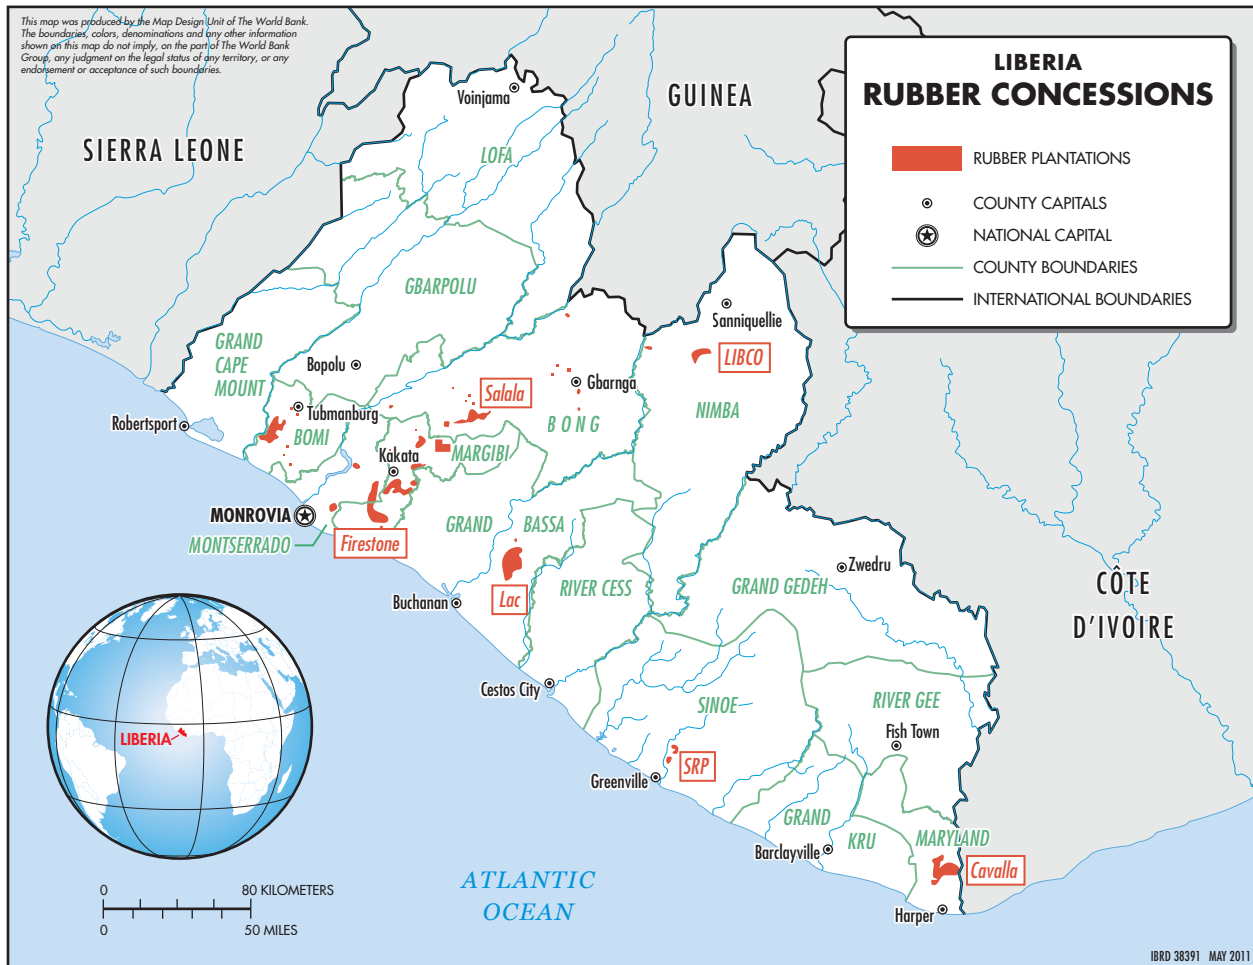 This map was produced by the Map Design Unit of The World Bank.
The boundaries, colors, denominations and any other information
shown on this map do not imply, on the part of The World Bank
Group, any judgment on the legal status of any territory, or any
endorsement or acceptance of such boundaries.
LIBERIA
RUBBER CONCESSIONS
RUBBER PLANTATIONS
COUNTY CAPITALS
NATIONAL CAPITAL
COUNTY BOUNDARIES
INTERNATIONAL BOUNDARIES
GUINEA
SIERRA LEONE
CÔTE
D'IVOIRE
Voinjama
LOFA
GBARPOLU
Sanniquellie
GRAND
CAPE
MOUNT
LIBCO
Bopolu
Gbarnga
Salala
NIMBA
Tubmanburg
Robertsport
BONG
BOMI
MARGIBI
Kakata
MONROVIA
GRAND
BASSA
MONTSERRADO
Firestone
Zwedru
RIVER CESS
GRAND GEDEH
Lac
Buchanan
Cestos City
SINOE
RIVER GEE
Fish Town
SRP
Greenville
GRAND
KRU
MARYLAND
Barclayville
Cavalla
Harper
LIBERIA
ATLANTIC
OCEAN
0
80 KILOMETERS
0
50 MILES
IBRD 38391 MAY 2011